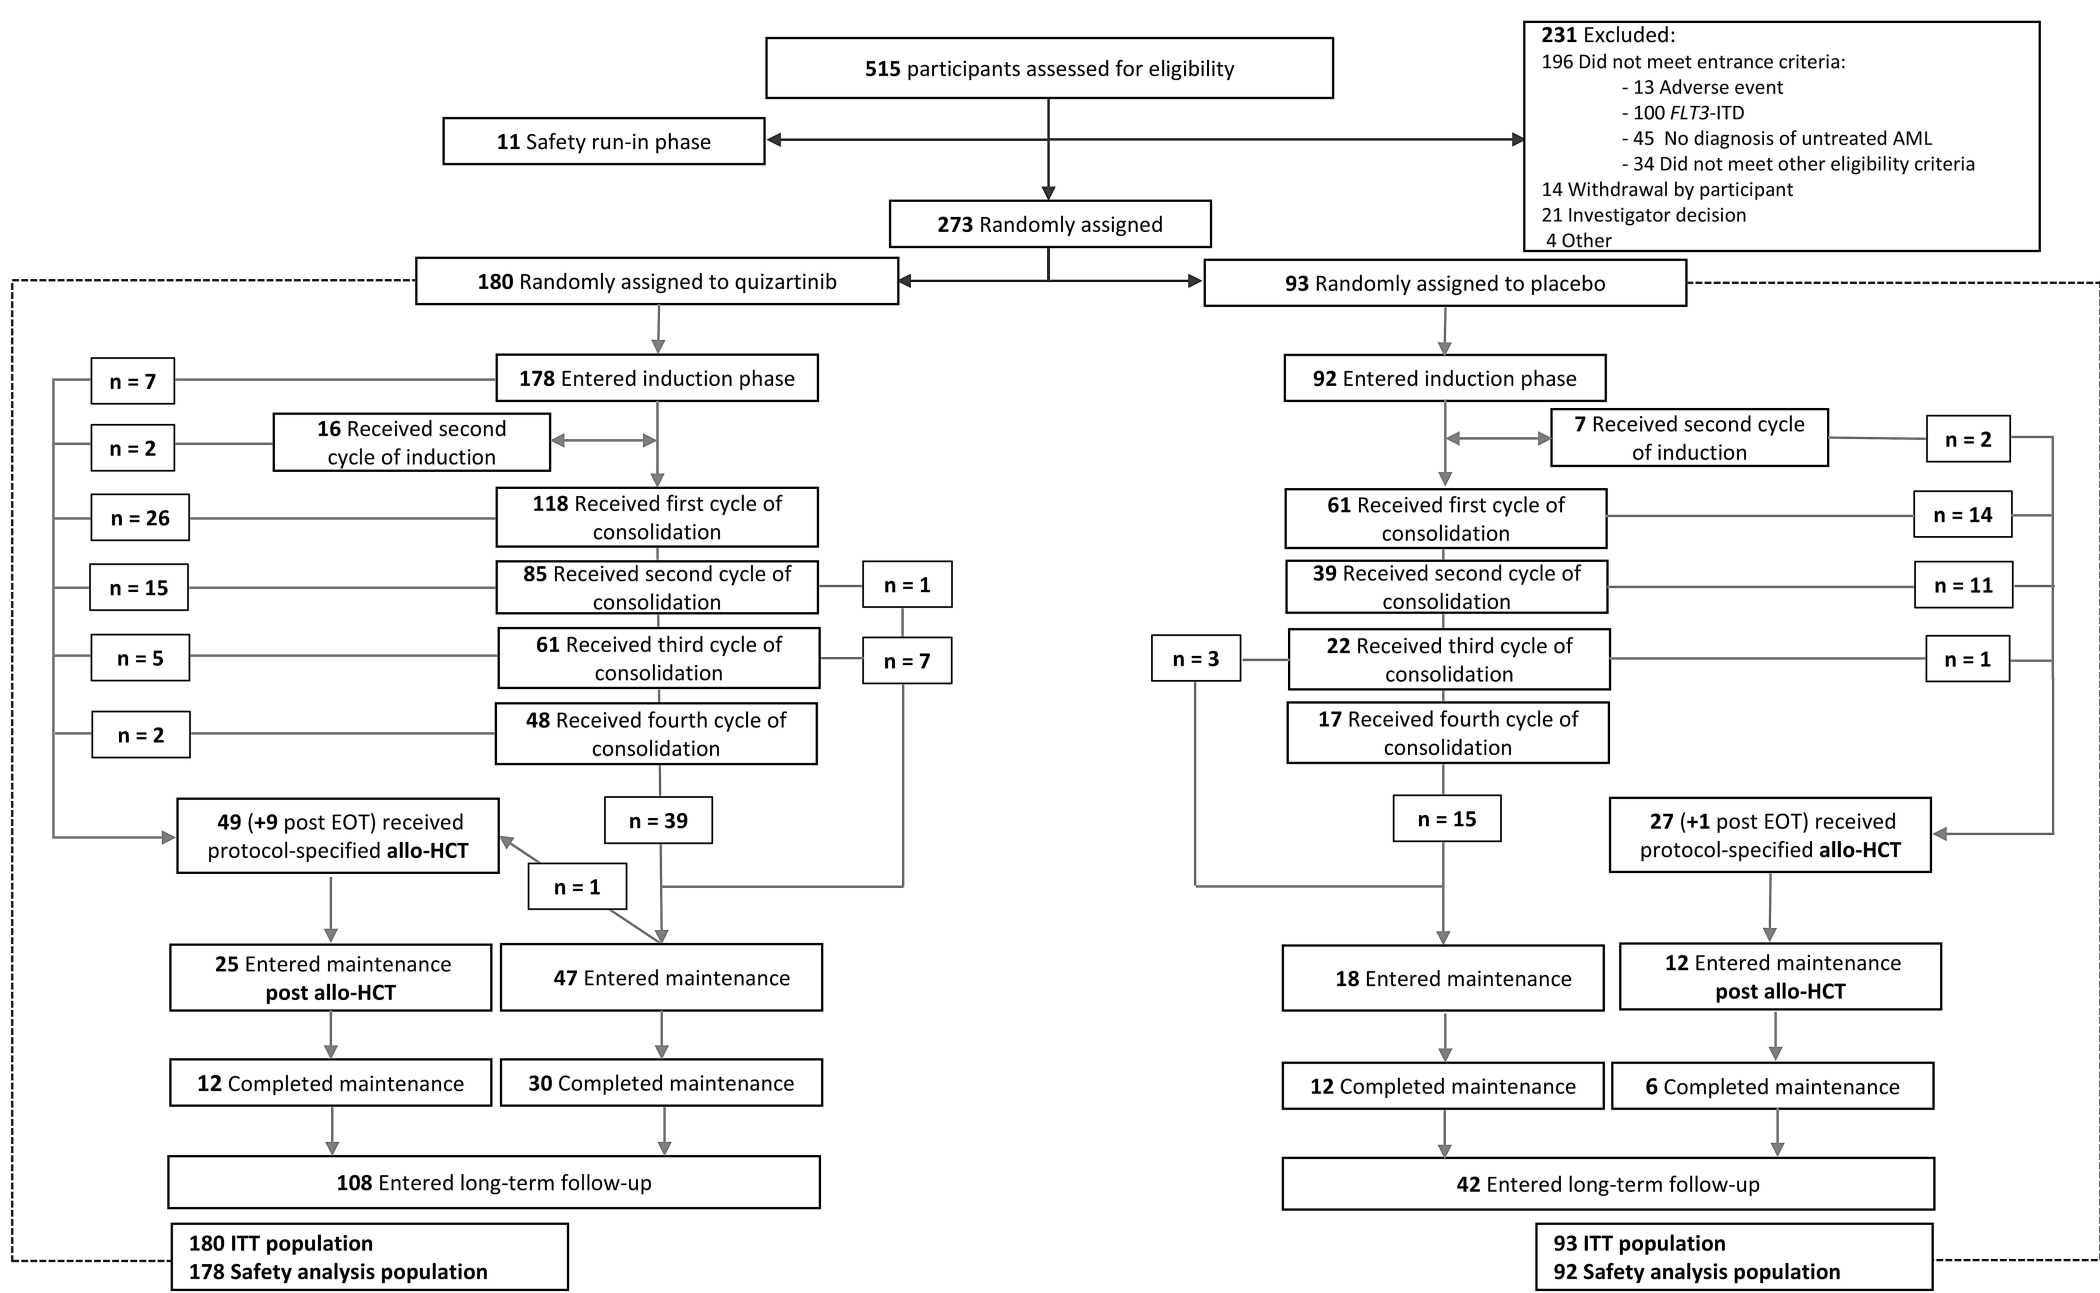 515 participants assessed for eligibility
231 Excluded:
196 Did not meet entrance criteria:
- 13 Adverse event
- 100 FLT3-ITD
- 45 No diagnosis of untreated AML
- 34 Did not meet other eligibility criteria
14 Withdrawal by participant
21 Investigator decision
4 Other
11 Safety run-in phase
273 Randomly assigned
180 Randomly assigned to quizartinib
93 Randomly assigned to placebo
n = 7
178 Entered induction phase
n = 2
16 Received second
cycle of induction
n = 26
118 Received first cycle of
consolidation
n = 15
85 Received second cycle of
consolidation
n = 1
n = 5
61 Received third cycle of
consolidation
n = 7
n = 2
48 Received fourth cycle of
consolidation
n = 39
49 (+9 post EOT) received
protocol-specified allo-HCT
n = 1
25 Entered maintenance
post allo-HCT
47 Entered maintenance
12 Completed maintenance
30 Completed maintenance
108 Entered long-term follow-up
180 ITT population
178 Safety analysis population
92 Entered induction phase
7 Received second cycle
of induction
n = 2
61 Received first cycle of
consolidation
n = 14
39 Received second cycle of
consolidation
n = 11
n = 3
22 Received third cycle of
consolidation
n = 1
17 Received fourth cycle of
consolidation
n = 15
27 (+1 post EOT) received
protocol-specified allo-HCT
18 Entered maintenance
12 Entered maintenance
post allo-HCT
12 Completed maintenance
6 Completed maintenance
42 Entered long-term follow-up
93 ITT population
92 Safety analysis population